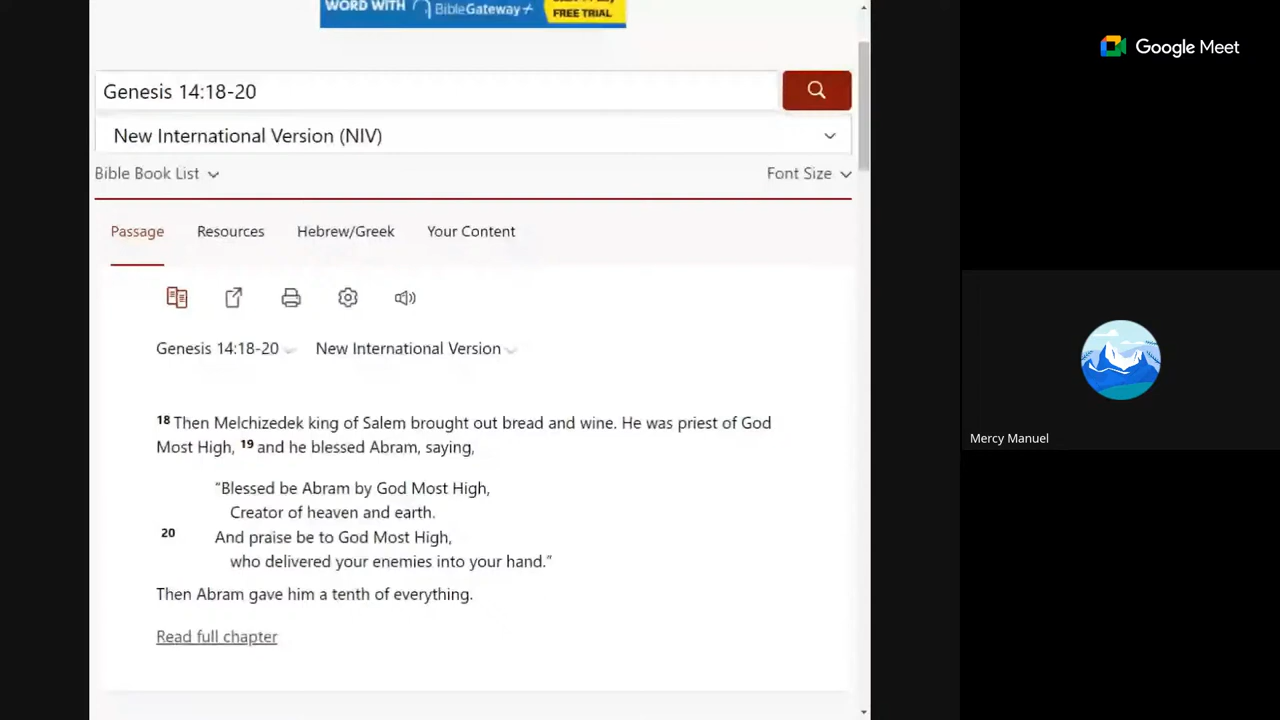 WORD WITH BibleGateway+
FREE TRIAL
Google Meet
Genesis 14:18-20
New International Version (NIV)
Bible Book List
Font Size
Passage Resources Hebrew/Greek Your Content
Genesis 14:18-20 New International Version
18 Then Melchizedek king of Salem brought out bread and wine. He was priest of God
Most High, 19 and he blessed Abram, saying,
“Blessed be Abram by God Most High,
Creator of heaven and earth.
20 And praise be to God Most High,
who delivered your enemies into your hand.”
Then Abram gave him a tenth of everything.
Read full chapter
Mercy Manuel